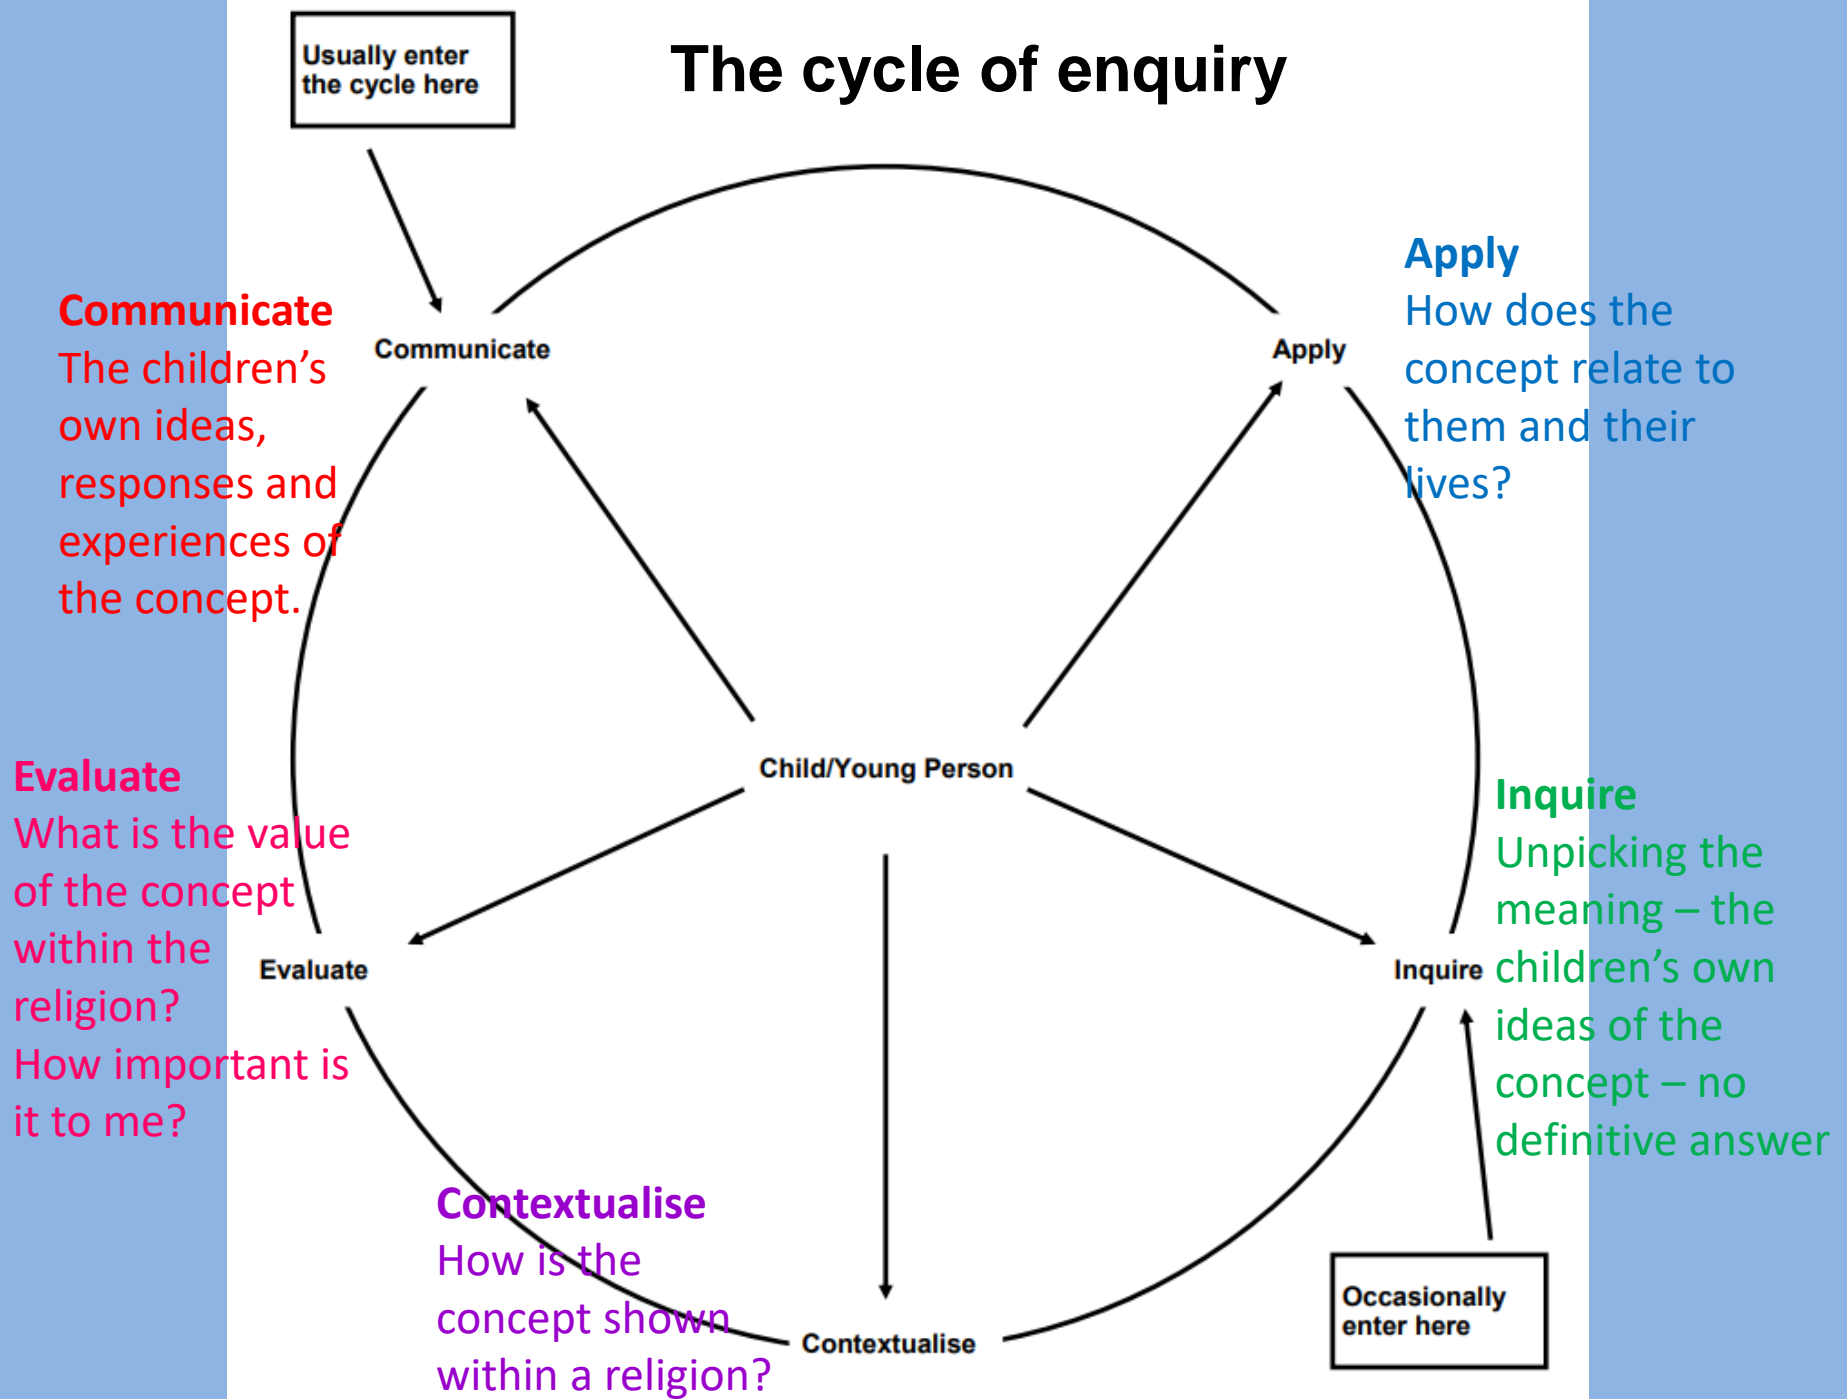 Usually enter
the cycle here
The cycle of enquiry
Communicate
The children’s
own ideas,
responses and
experiences of
the concept.
Communicate
Apply
Apply
How does the
concept relate to
them and their
lives?
Child/Young Person
Evaluate
What is the value
of the concept
within the
religion?
How important is
it to me?
Evaluate
Inquire
Inquire
Unpicking the
meaning – the
children’s own
ideas of the
concept – no
definitive answer
Contextualise
How is the
concept shown
within a religion?
Contextualise
Occasionally
enter here